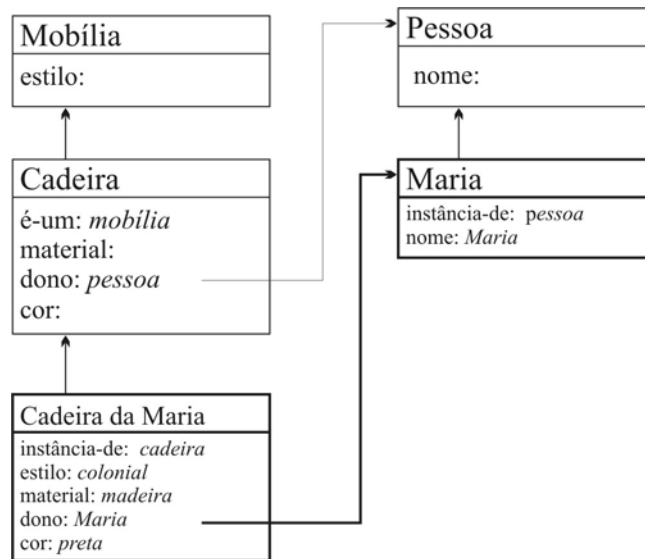 Mobília
estilo:
Pessoa
nome:
Cadeira
é-um: mobília
material:
dono: pessoa
cor:
Maria
instância-de: pessoa
nome: Maria
Cadeira da Maria
instância-de: cadeira
estilo: colonial
material: madeira
dono: Maria
cor: preta